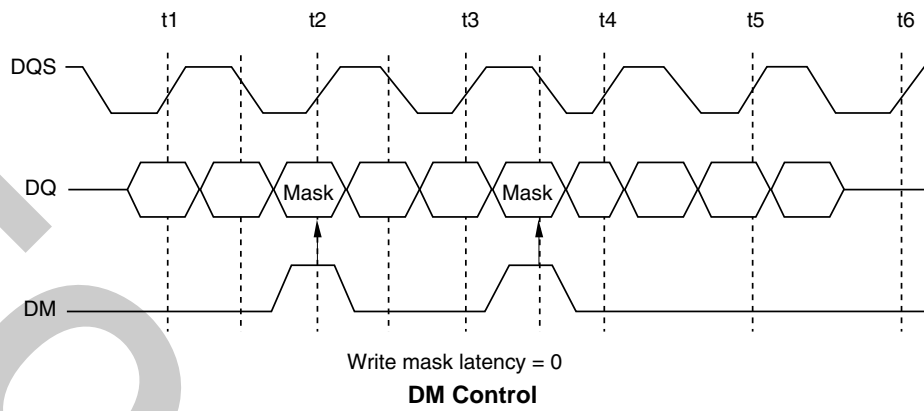 t1 t2 t3 t4 t5 t6
DQS
DQ Mask Mask
DM
Write mask latency = 0
DM Control